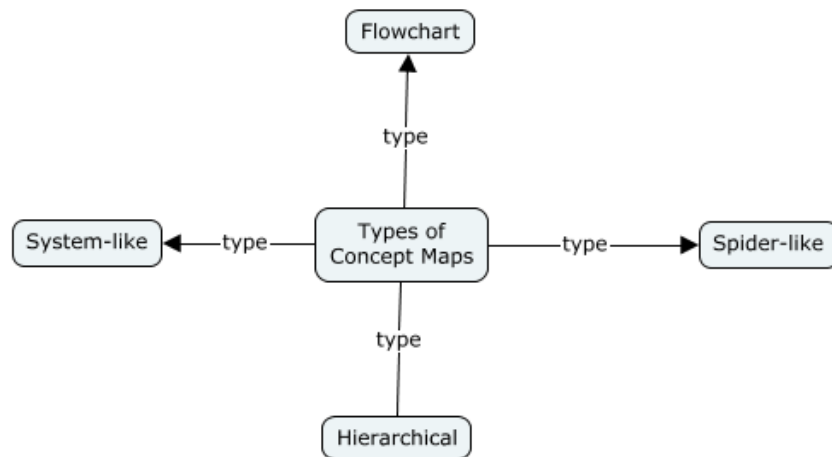 Flowchart
type
System-like
type
Types of
Concept Maps
type
Spider-like
type
Hierarchical